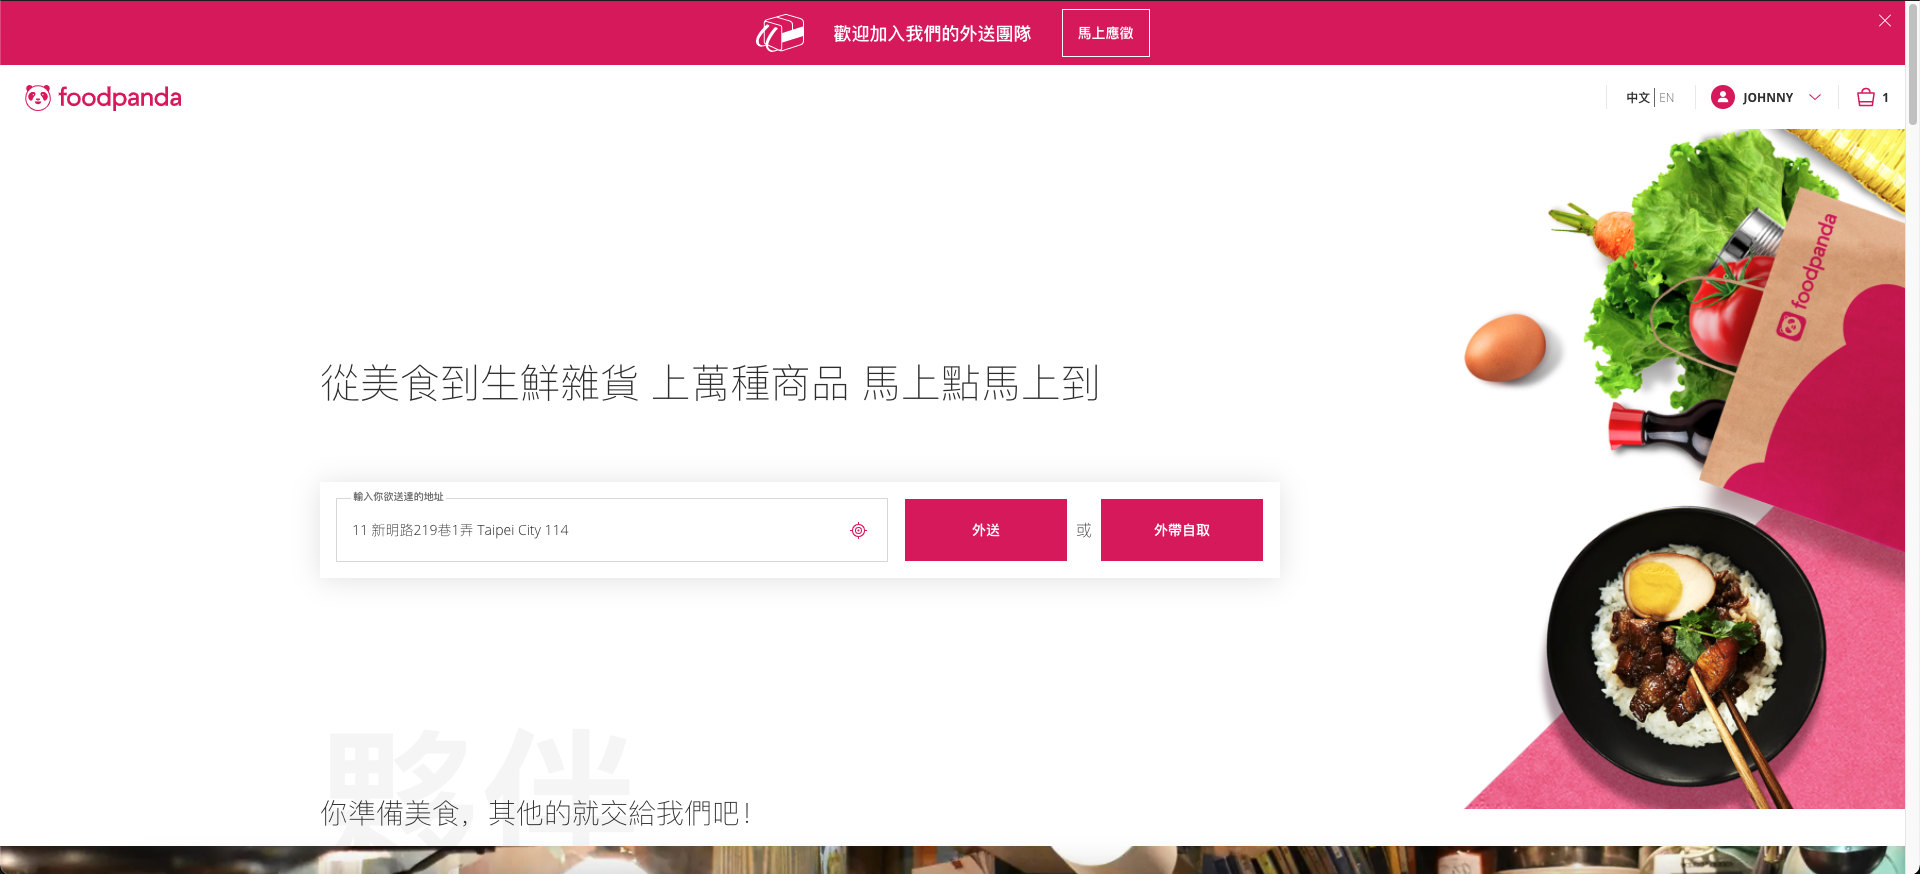 歡迎加入我們的外送團隊
馬上應徵
foodpanda
中文 EN
JOHNNY
1
foodpanda
從美食到生鮮雜貨 上萬種商品 馬上點馬上到
輸入你欲送達的地址
11 新明路219巷1弄 Taipei City 114
外送
或
外帶自取
夥伴
你準備美食，其他的就交給我們吧！